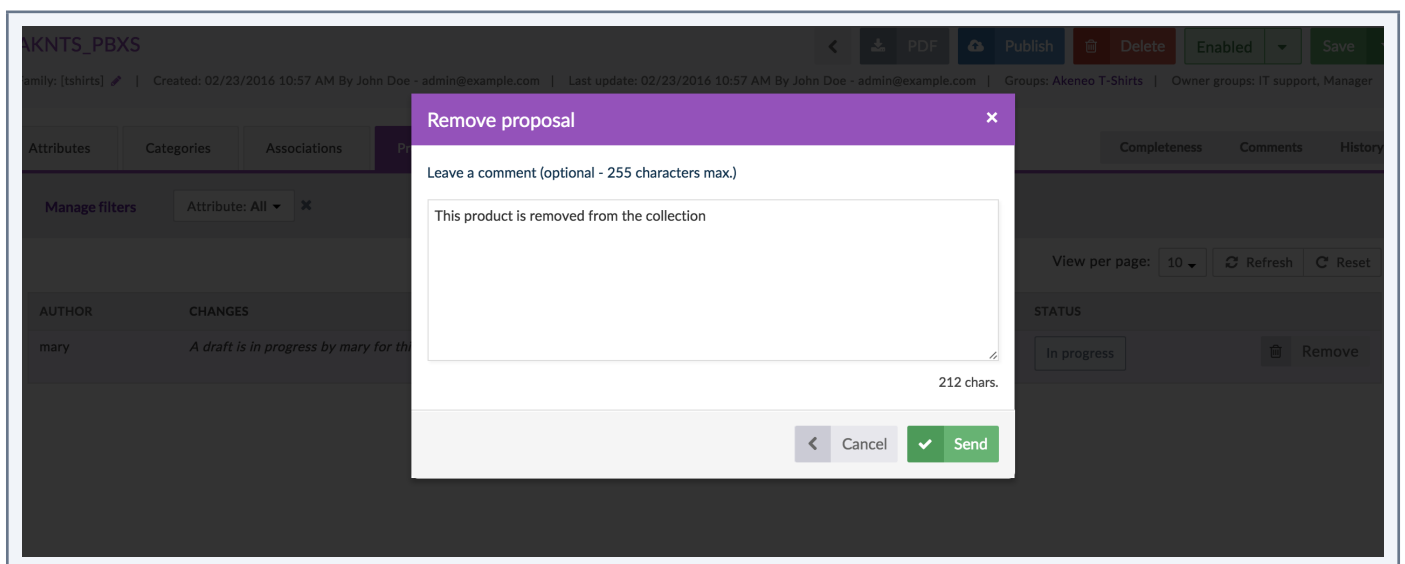 AKNTS_PBXS
PDF Publish Delete Enabled Save
amily: [tshirts] | Created: 02/23/2016 10:57 AM By John Doe - admin@example.com | Last update: 02/23/2016 10:57 AM By John Doe - admin@example.com | Groups: Akeneo T-Shirts | Owner groups: IT support, Manager
Remove proposal ×
Attributes Categories Associations Pr Completeness Comments History
Leave a comment (optional - 255 characters max.)
Manage filters Attribute: All
This product is removed from the collection
View per page: 10 Refresh Reset
AUTHOR CHANGES STATUS
mary A draft is in progress by mary for thi In progress Remove
212 chars.
Cancel Send